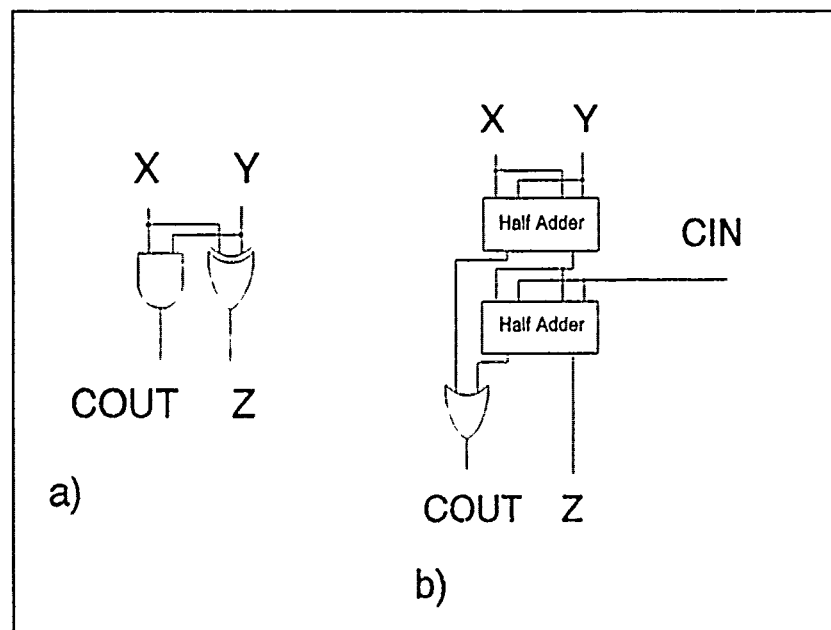 X Y
COUT Z
a)
X Y
Half Adder
CIN
Half Adder
COUT Z
b)